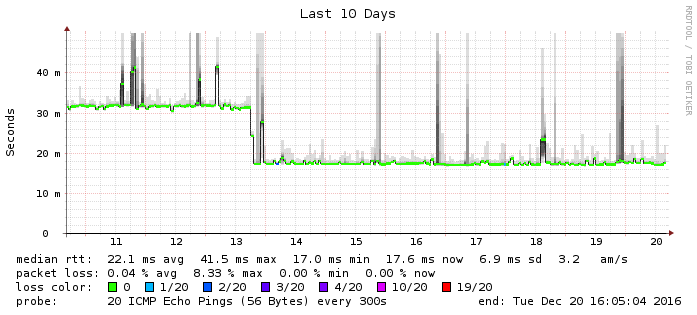 Last 10 Days
RRDTOOL / TOBI OETIKER
Seconds
40 m
30 m
20 m
10 m
0
11 12 13 14 15 16 17 18 19 20
median rtt: 22.1 ms avg 41.5 ms max 17.0 ms min 17.6 ms now 6.9 ms sd 3.2 am/s
packet loss: 0.04 % avg 8.33 % max 0.00 % min 0.00 % now
loss color: 0 1/20 2/20 3/20 4/20 10/20 19/20
probe: 20 ICMP Echo Pings (56 Bytes) every 300s end: Tue Dec 20 16:05:04 2016